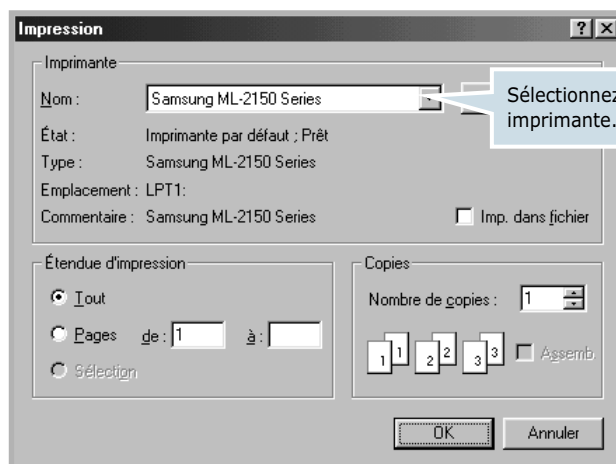 Impression
Imprimante
Nom : Samsung ML-2150 Series
Sélectionnez
imprimante.
État : Imprimante par défaut ; Prêt
Type : Samsung ML-2150 Series
Emplacement : LPT1:
Commentaire : Samsung ML-2150 Series Imp. dans fichier
Étendue d'impression Copies
Tout Nombre de copies : 1
Pages de : 1 à :
1 1 2 2 3 3 Assemb
Sélection
OK Annuler